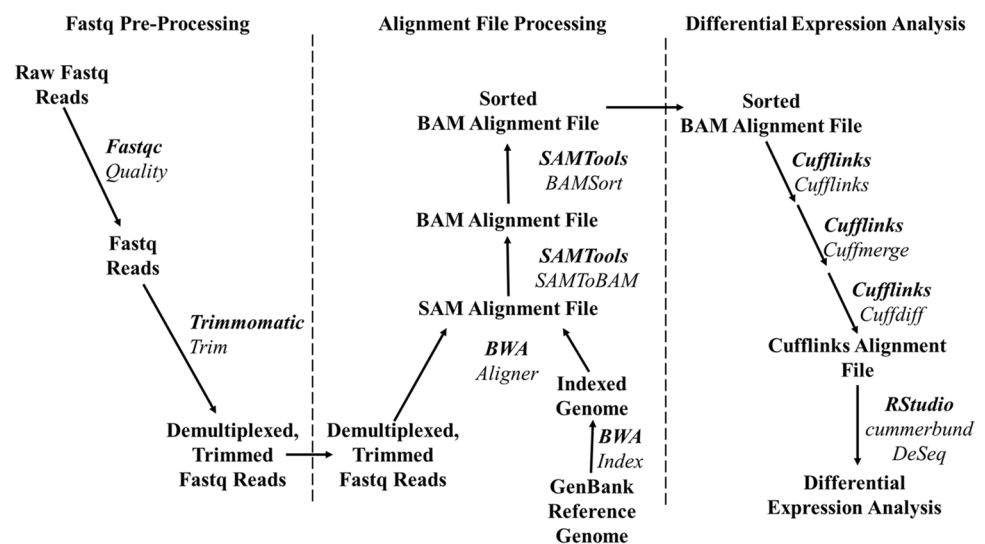 Fastq Pre-Processing
Raw Fastq
Reads
Fastqc
Quality
Fastq
Reads
Trimmomatic
Trim
Demultiplexed,
Trimmed
Fastq Reads
Alignment File Processing
Sorted
BAM Alignment File
SAMTools
BAMSort
BAM Alignment File
SAMTools
SAMToBAM
SAM Alignment File
BWA
Aligner
Indexed
Genome
BWA
Index
GenBank
Reference
Genome
Demultiplexed,
Trimmed
Fastq Reads
Differential Expression Analysis
Sorted
BAM Alignment File
Cufflinks
Cufflinks
Cufflinks
Cuffmerge
Cufflinks
Cuffdiff
Cufflinks Alignment
File
RStudio
cummerbund
DeSeq
Differential
Expression Analysis